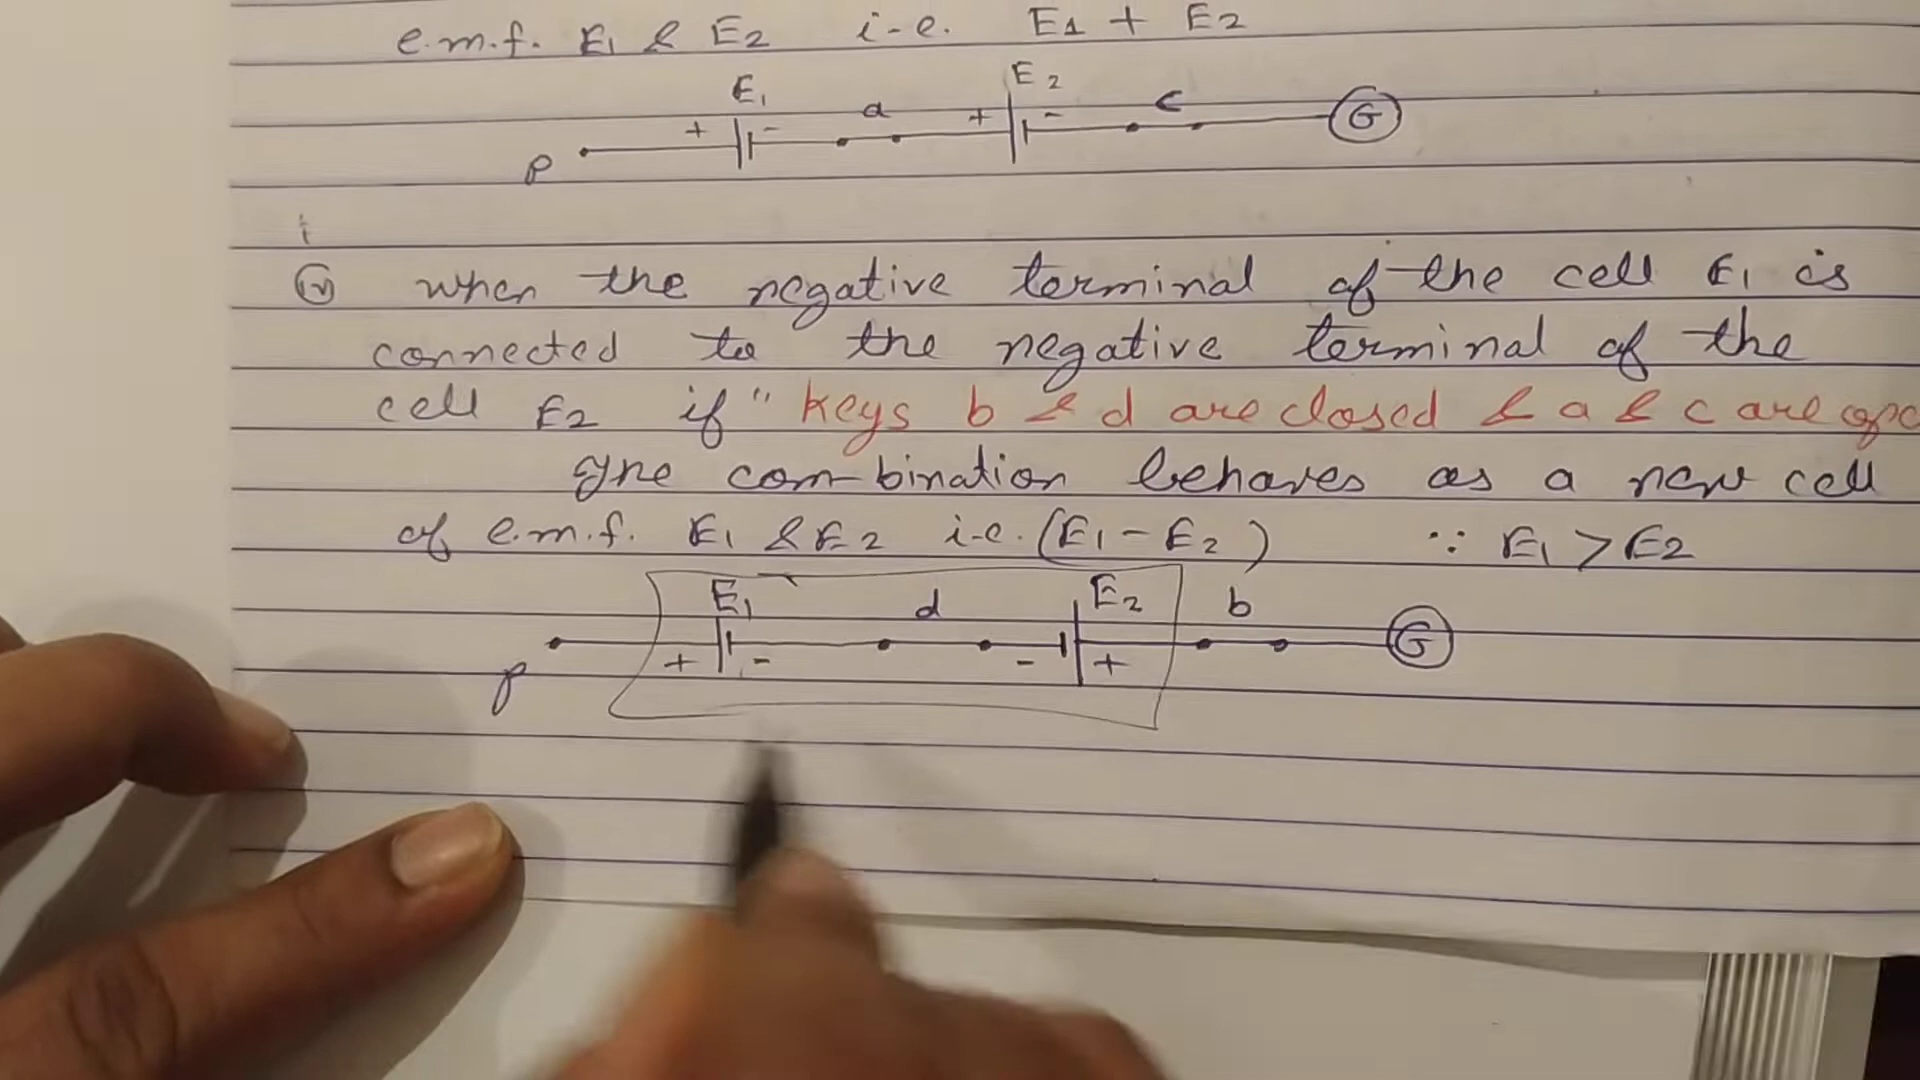 e.m.f. E1 & E2 i-e. E1 + E2
E1 a E2 c
P + - + - G
(iv) when the negative terminal of the cell E1 is
connected to the negative terminal of the
cell E2 if " keys b & d are closed & a & c are
The com-bination behaves as a new cell
of e.m.f. E1 & E2 i-e. (E1 - E2) ∵ E1 > E2
E1 d E2 b
P + - - + G